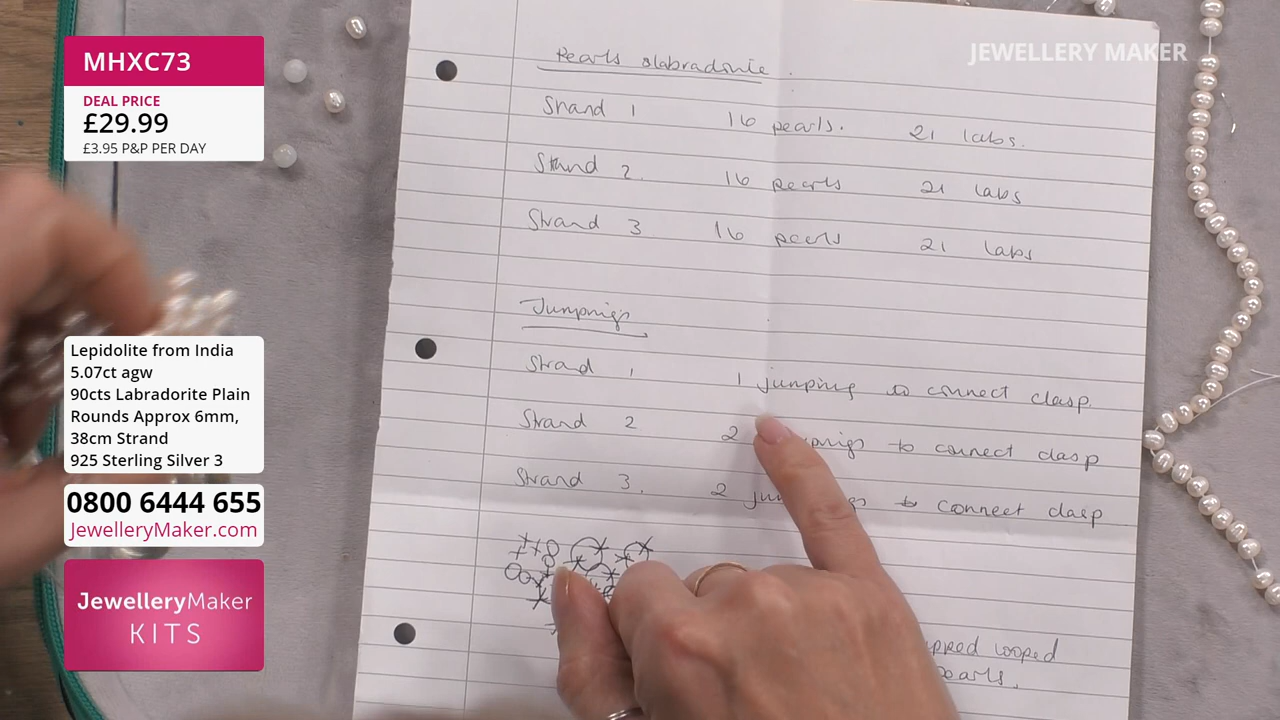 MHXC73
DEAL PRICE
£29.99
£3.95 P&P PER DAY
Lepidolite from India
5.07ct agw
90cts Labradorite Plain
Rounds Approx 6mm,
38cm Strand
925 Sterling Silver 3
0800 6444 655
JewelleryMaker.com
JewelleryMaker
KITS
JEWELLERY MAKER
Pearls &labradorite
Strand 1 16 pearls. 21 labs.
Strand 2. 16 pearls 21 labs
Strand 3 16 pearls 21 labs
Jumprings
Strand 1 1 jumpring to connect clasp.
Strand 2 2 to connect clasp
Strand 3. 2 to connect clasp
looped
pearls.